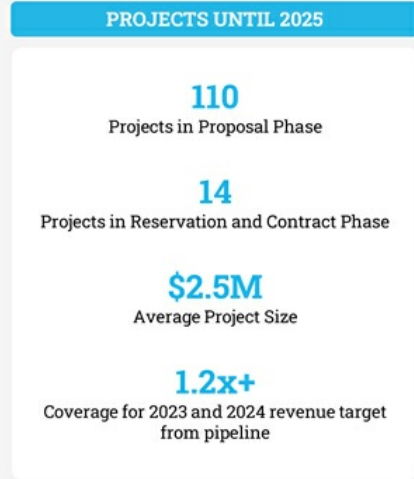 PROJECTS UNTIL 2025
110
Projects in Proposal Phase
14
Projects in Reservation and Contract Phase
$2.5M
Average Project Size
1.2x+
Coverage for 2023 and 2024 revenue target
from pipeline